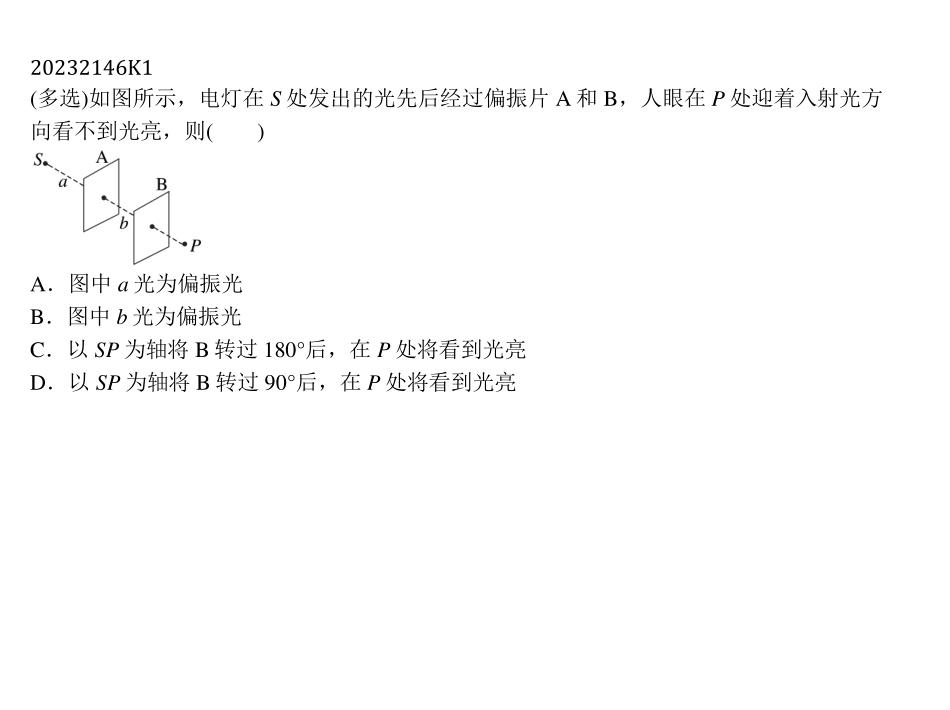 20232146K1
(多选)如图所示，电灯在 S 处发出的光先后经过偏振片 A 和 B，人眼在 P 处迎着入射光方
向看不到光亮，则(　　)
S
A
a
B
b
P
A．图中 a 光为偏振光
B．图中 b 光为偏振光
C．以 SP 为轴将 B 转过 180°后，在 P 处将看到光亮
D．以 SP 为轴将 B 转过 90°后，在 P 处将看到光亮